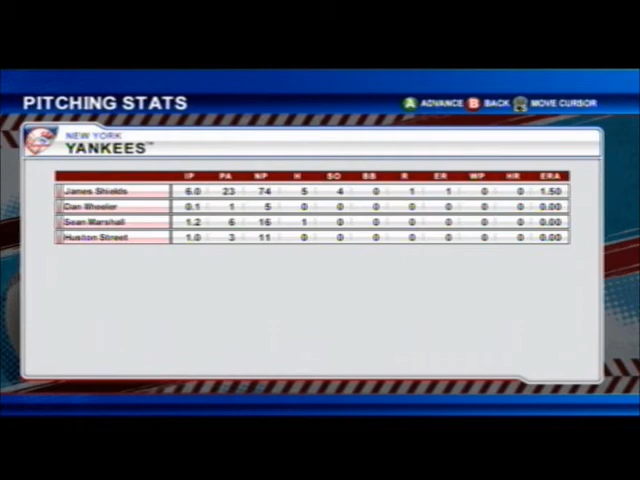 PITCHING STATS
A ADVANCE B BACK MOVE CURSOR
NEW YORK
YANKEES™
IP PA NP H SO BB R ER WP HR ERA
James Shields 6.0 23 74 5 4 0 1 1 0 0 1.50
Dan Wheeler 0.1 1 5 0 0 0 0 0 0 0 0.00
Sean Marshall 1.2 6 16 1 0 0 0 0 0 0 0.00
Huston Street 1.0 3 11 0 0 0 0 0 0 0 0.00